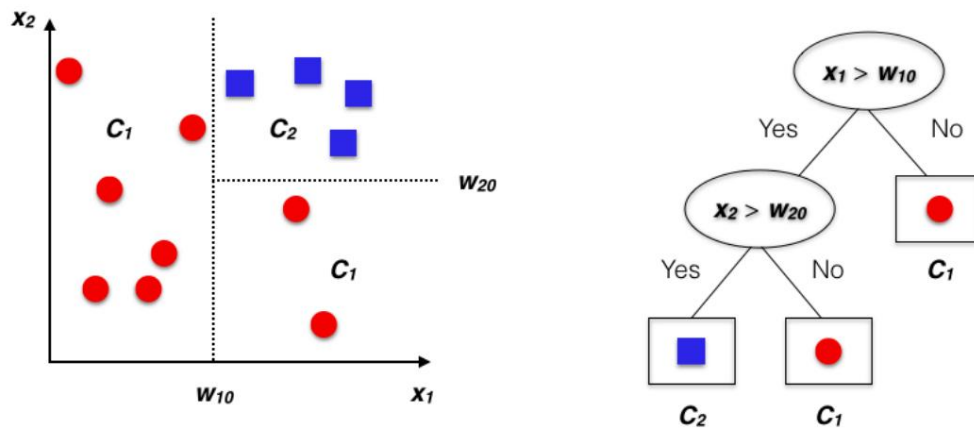 x₂
C₁
C₂
w₂₀
C₁
w₁₀
x₁
x₁ > w₁₀
Yes
No
x₂ > w₂₀
C₁
Yes
No
C₂
C₁